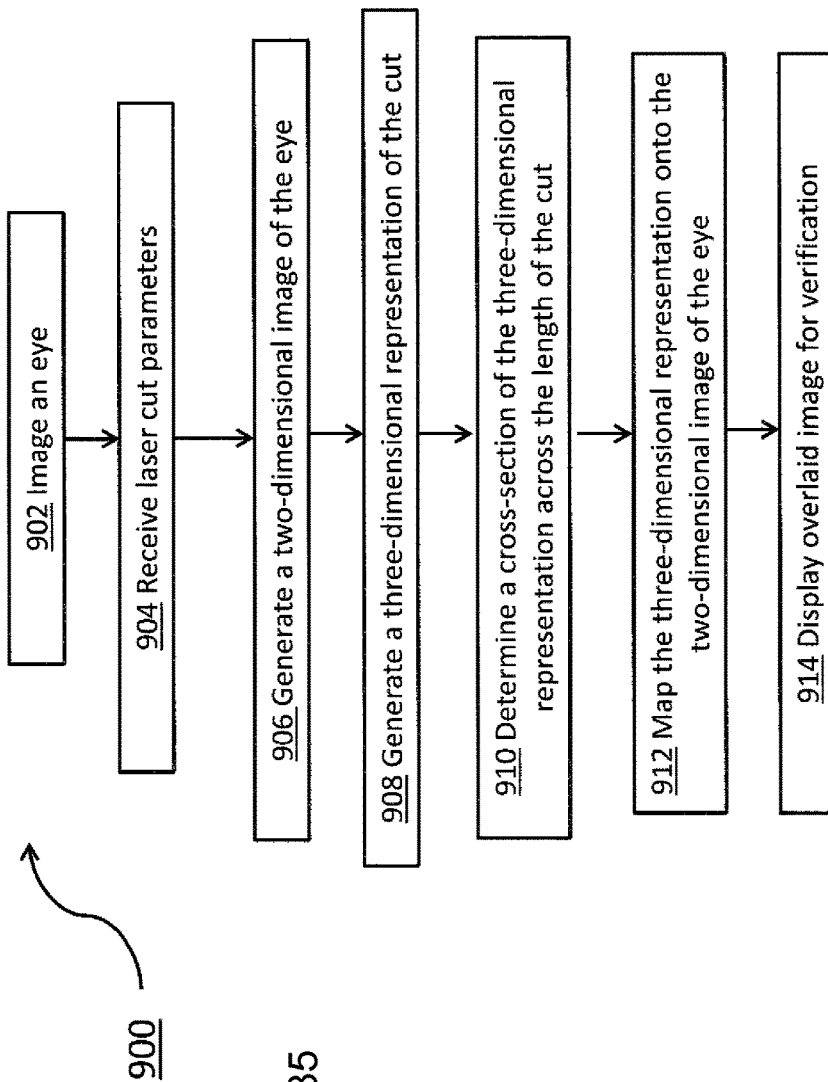 900
902 Image an eye
904 Receive laser cut parameters
906 Generate a two-dimensional image of the eye
908 Generate a three-dimensional representation of the cut
910 Determine a cross-section of the three-dimensional
representation across the length of the cut
912 Map the three-dimensional representation onto the
two-dimensional image of the eye
914 Display overlaid image for verification
35